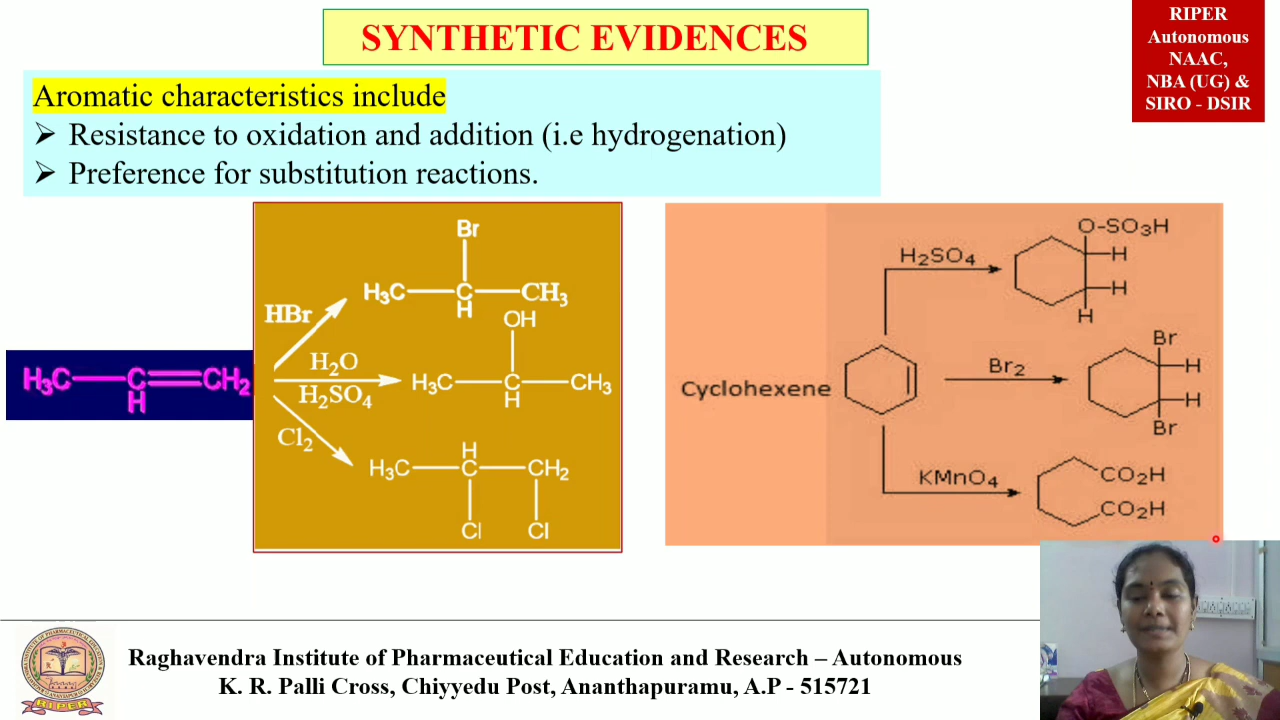 SYNTHETIC EVIDENCES
RIPER
Autonomous
NAAC,
NBA (UG) &
SIRO - DSIR
Aromatic characteristics include
➢ Resistance to oxidation and addition (i.e hydrogenation)
➢ Preference for substitution reactions.
H3C C CH2
H
HBr
Br
H3C C CH3
H
H2O
H2SO4
OH
H3C C CH3
H
Cl2
H
H3C C CH2
Cl Cl
Cyclohexene
H2SO4
O-SO3H
H
H
H
Br2
Br
H
H
Br
KMnO4
CO2H
CO2H
RIPER
Raghavendra Institute of Pharmaceutical Education and Research – Autonomous
K. R. Palli Cross, Chiyyedu Post, Ananthapuramu, A.P - 515721